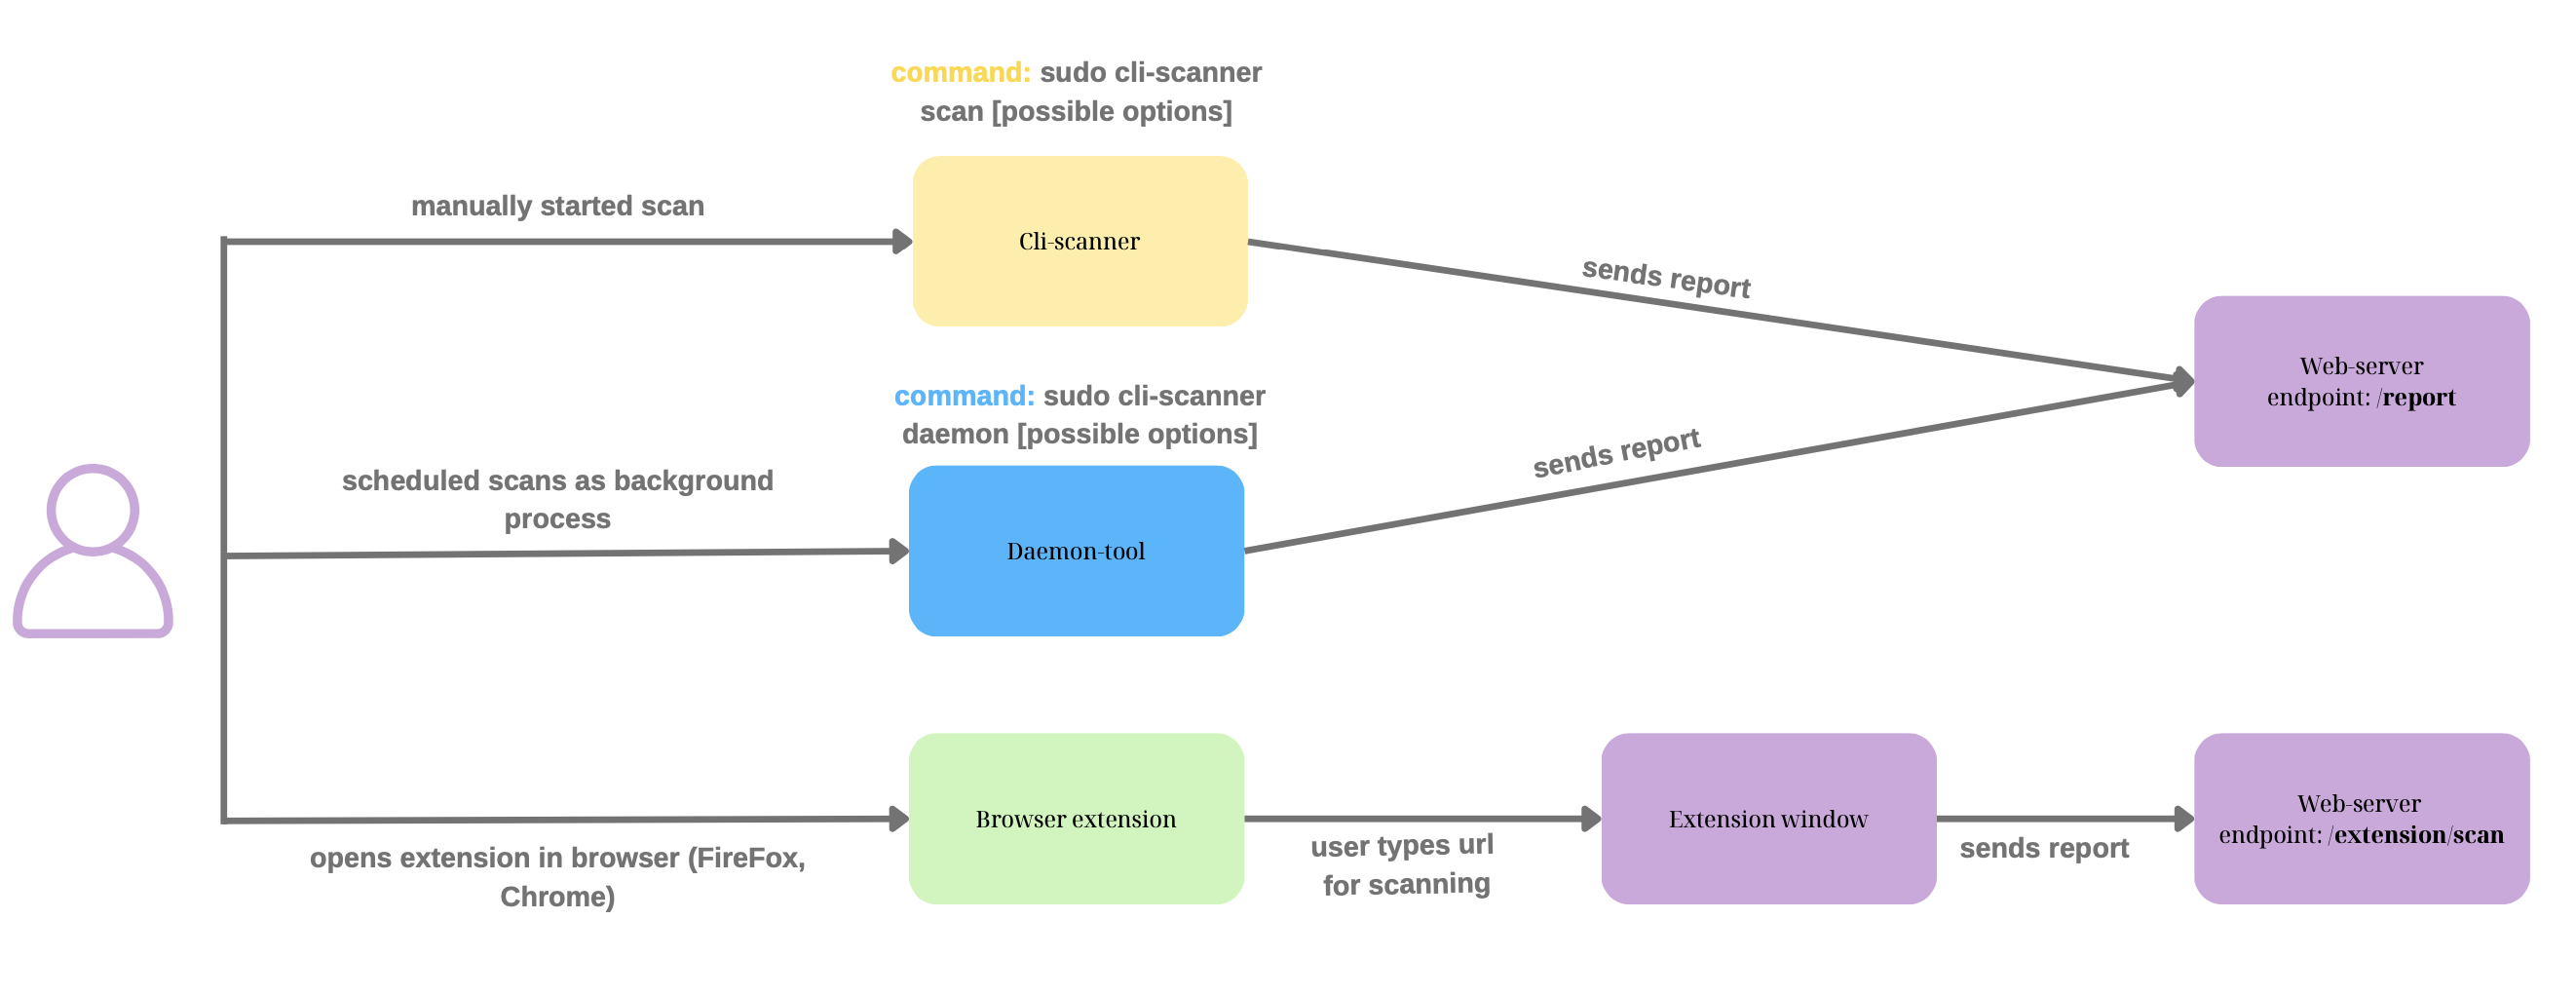 command: sudo cli-scanner
scan [possible options]
manually started scan
Cli-scanner
sends report
Web-server
endpoint: /report
command: sudo cli-scanner
daemon [possible options]
scheduled scans as background
process
Daemon-tool
sends report
Browser extension
opens extension in browser (FireFox,
Chrome)
user types url
for scanning
Extension window
sends report
Web-server
endpoint: /extension/scan